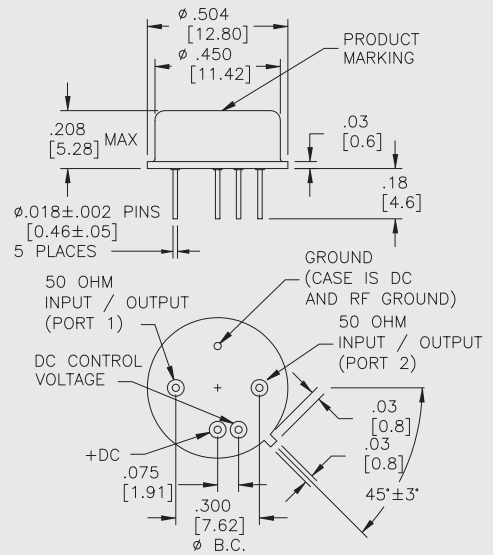 ø .504
[12.80]
ø .450
[11.42]
PRODUCT
MARKING
.208 MAX
[5.28]
.03
[0.6]
.18
[4.6]
ø.018±.002 PINS
[0.46±.05]
5 PLACES
GROUND
(CASE IS DC
AND RF GROUND)
50 OHM
INPUT / OUTPUT
(PORT 1)
50 OHM
INPUT / OUTPUT
(PORT 2)
DC CONTROL
VOLTAGE
.03
[0.8]
.03
[0.8]
+DC
.075
[1.91]
.300
[7.62]
ø B.C.
45°±3°